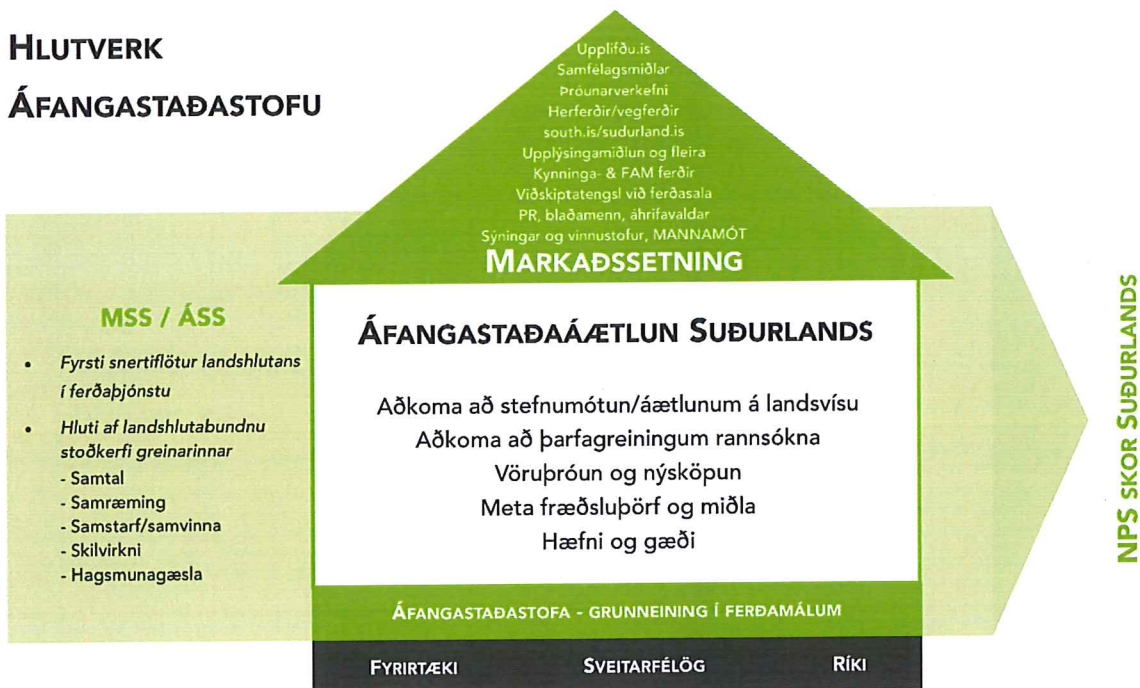 HLUTVERK
ÁFANGASTAÐASTOFU
Upplifðu.is
Samfélagsmiðlar
Þróunarverkefni
Herferðir/vegferðir
south.is/sudurland.is
Upplýsingamiðlun og fleira
Kynninga- & FAM ferðir
Viðskiptatengsl við ferðasala
PR, blaðamenn, áhrifavaldar
Sýningar og vinnustofur, MANNAMÓT
MARKAÐSSETNING
MSS / ÁSS
• Fyrsti snertiflötur landshlutans
í ferðaþjónstu
• Hluti af landshlutabundnu
stoðkerfi greinarinnar
- Samtal
- Samræming
- Samstarf/samvinna
- Skilvirkni
- Hagsmunagæsla
ÁFANGASTAÐAÁÆTLUN SUÐURLANDS
Aðkoma að stefnumótun/áætlunum á landsvísu
Aðkoma að þarfagreiningum rannsókna
Vöruþróun og nýsköpun
Meta fræðsluþörf og miðla
Hæfni og gæði
ÁFANGASTAÐASTOFA - GRUNNEINING Í FERÐAMÁLUM
FYRIRTÆKI SVEITARFÉLÖG RÍKI
NPS SKOR SUÐURLANDS